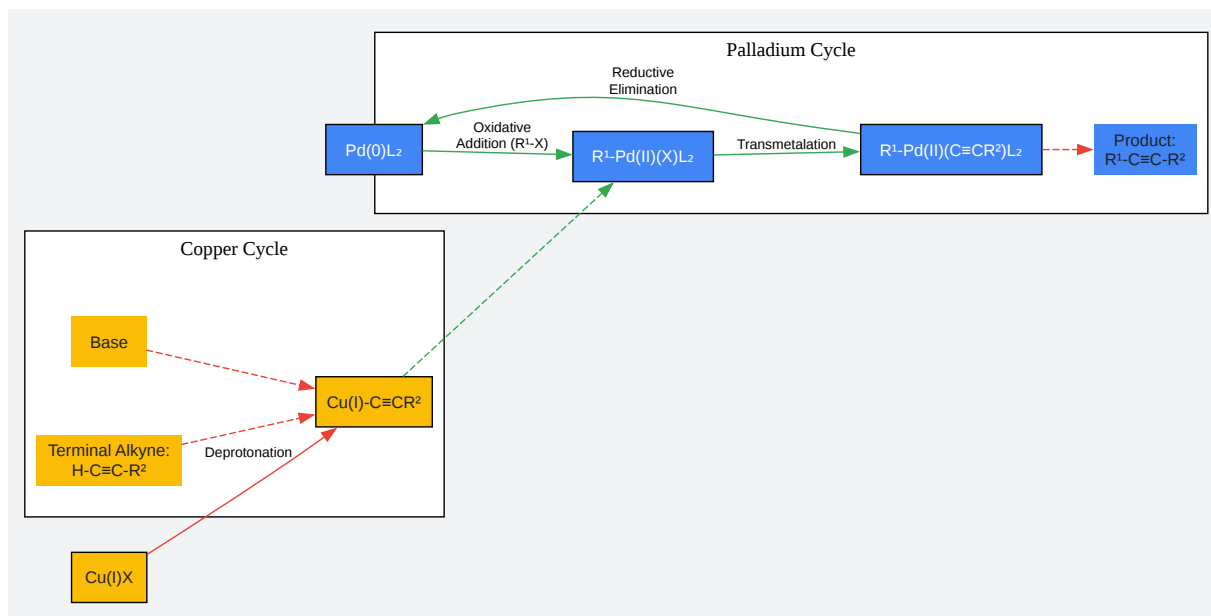 Palladium Cycle
Reductive
Elimination
Pd(0)L₂
Oxidative
Addition (R¹-X)
R¹-Pd(II)(X)L₂
Transmetalation
R¹-Pd(II)(C≡CR²)L₂
Product:
R¹-C≡C-R²
Copper Cycle
Base
Cu(I)-C≡CR²
Terminal Alkyne:
H-C≡C-R²
Deprotonation
Cu(I)X